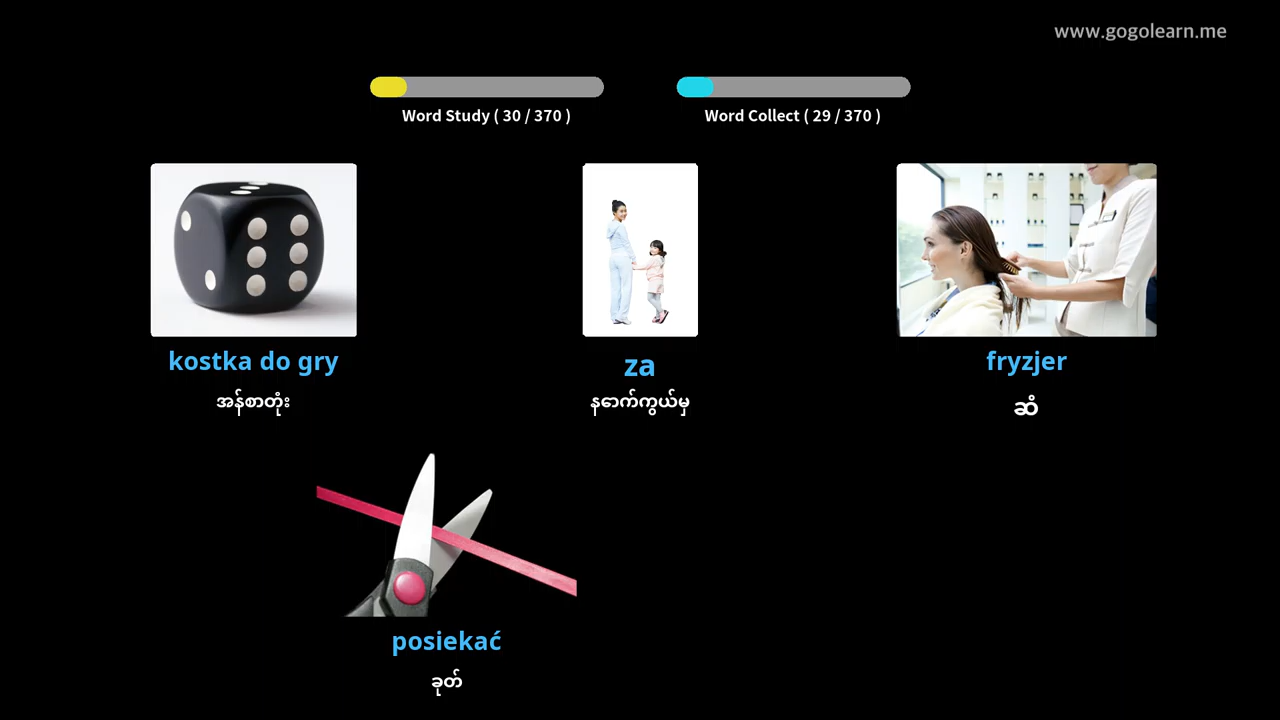 www.gogolearn.me
Word Study ( 30 / 370 )
Word Collect ( 29 / 370 )
kostka do gry
အန်စာတုံး
za
နောက်ကွယ်မှ
fryzjer
ဆံ
posiekać
ခုတ်